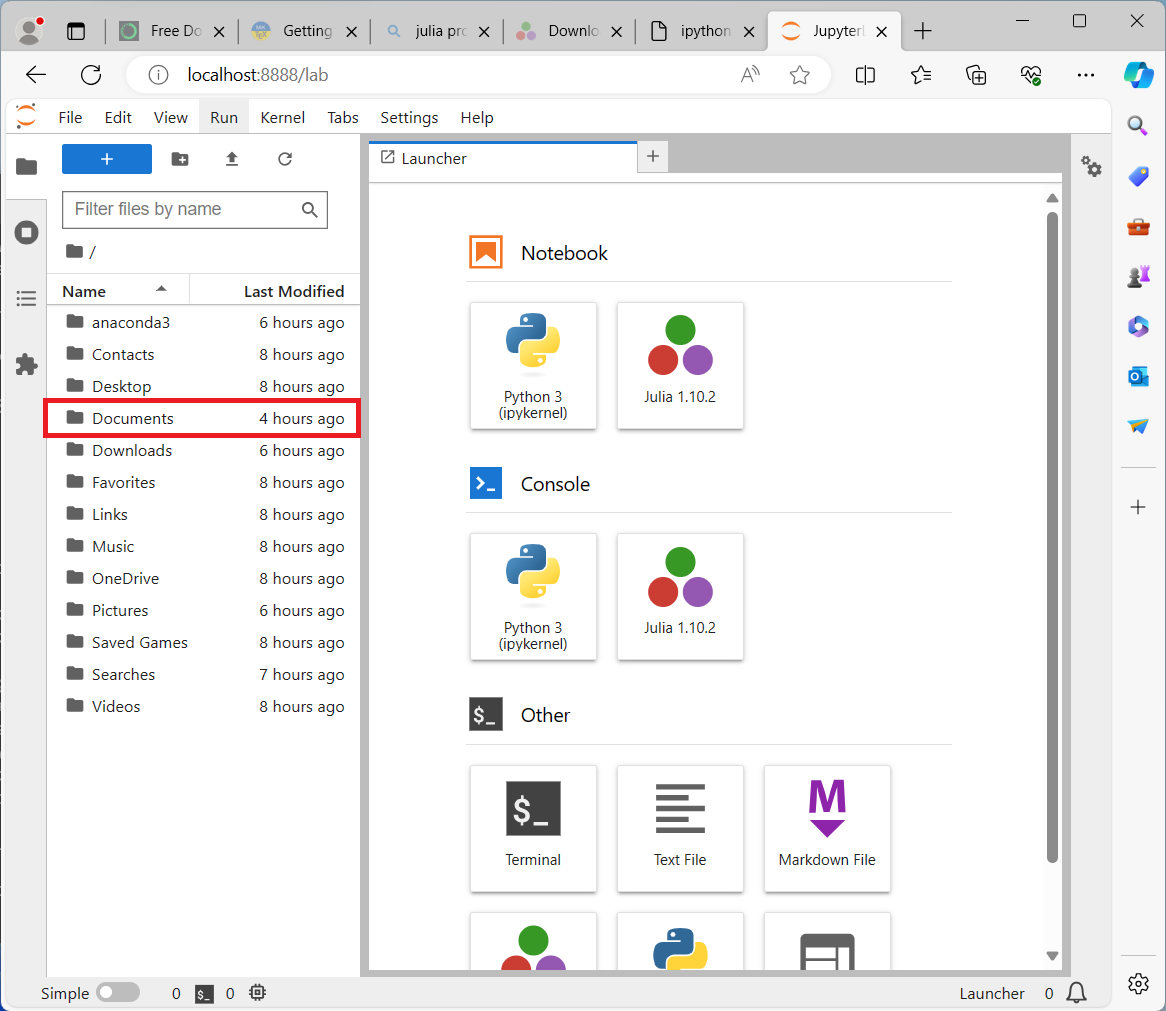 Free Do
Getting
julia pro
Downlo
ipython
Jupyterl
localhost:8888/lab
File Edit View Run Kernel Tabs Settings Help
Launcher
Filter files by name
/
Name Last Modified
anaconda3 6 hours ago
Contacts 8 hours ago
Desktop 8 hours ago
Documents 4 hours ago
Downloads 6 hours ago
Favorites 8 hours ago
Links 8 hours ago
Music 8 hours ago
OneDrive 8 hours ago
Pictures 6 hours ago
Saved Games 8 hours ago
Searches 7 hours ago
Videos 8 hours ago
Notebook
Python 3
(ipykernel)
Julia 1.10.2
Console
Python 3
(ipykernel)
Julia 1.10.2
$_ Other
$_
Terminal
Text File
M
Markdown File
Simple 0 $_ 0 Launcher 0